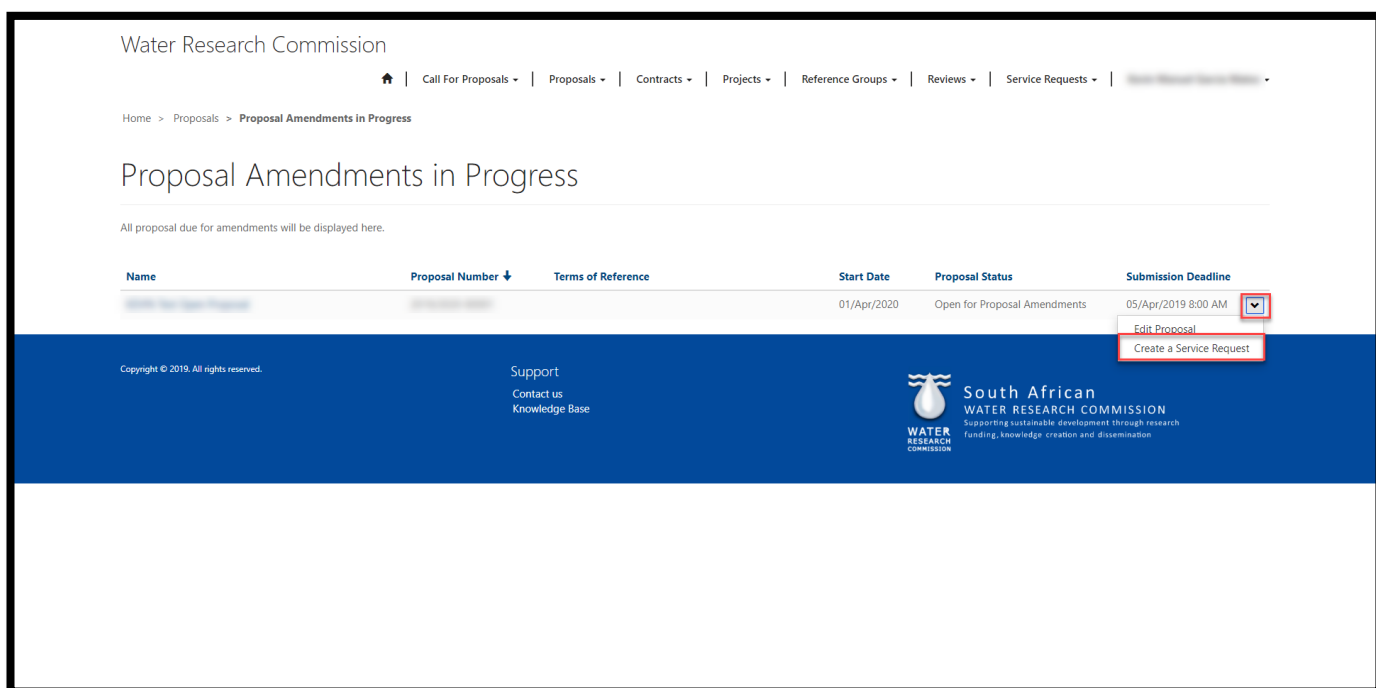 Water Research Commission
Call For Proposals Proposals Contracts Projects Reference Groups Reviews Service Requests
Home > Proposals > Proposal Amendments in Progress
Proposal Amendments in Progress
All proposal due for amendments will be displayed here.
Name Proposal Number Terms of Reference Start Date Proposal Status Submission Deadline
01/Apr/2020 Open for Proposal Amendments 05/Apr/2019 8:00 AM
Edit Proposal
Create a Service Request
Copyright © 2019. All rights reserved.
Support
Contact us
Knowledge Base
WATER
RESEARCH
COMMISSION
South African
WATER RESEARCH COMMISSION
Supporting sustainable development through research
funding, knowledge creation and dissemination